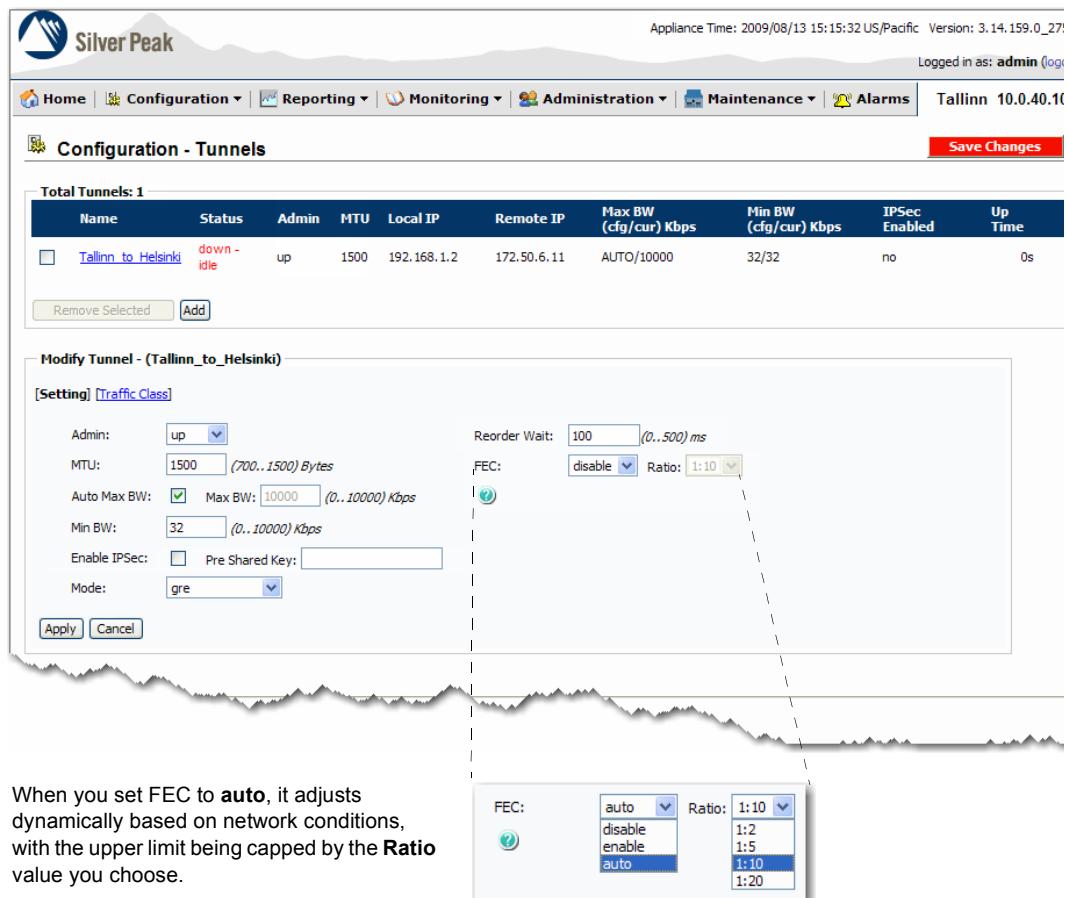 Silver Peak
Appliance Time: 2009/08/13 15:15:32 US/Pacific Version: 3.14.159.0_275
Logged in as: admin (logo
Home | Configuration | Reporting | Monitoring | Administration | Maintenance | Alarms Tallinn 10.0.40.10
Configuration - Tunnels
Save Changes
Total Tunnels: 1
Name Status Admin MTU Local IP Remote IP Max BW (cfg/cur) Kbps Min BW (cfg/cur) Kbps IPSec Enabled Up Time
Tallinn_to_Helsinki down - idle up 1500 192.168.1.2 172.50.6.11 AUTO/10000 32/32 no 0s
Remove Selected Add
Modify Tunnel - (Tallinn_to_Helsinki)
[Setting] [Traffic Class]
Admin: up
MTU: 1500 (700..1500) Bytes
Auto Max BW: Max BW: 10000 (0..10000) Kbps
Min BW: 32 (0..10000) Kbps
Enable IPSec: Pre Shared Key:
Mode: gre
Reorder Wait: 100 (0..500) ms
FEC: disable Ratio: 1:10
Apply Cancel
When you set FEC to auto, it adjusts
dynamically based on network conditions,
with the upper limit being capped by the Ratio
value you choose.
FEC: auto Ratio: 1:10
disable 1:2
enable 1:5
auto 1:10
1:20